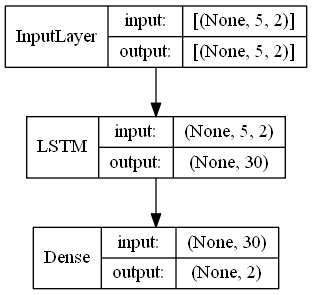 InputLayer
input: [(None, 5, 2)]
output: [(None, 5, 2)]
LSTM
input: (None, 5, 2)
output: (None, 30)
Dense
input: (None, 30)
output: (None, 2)